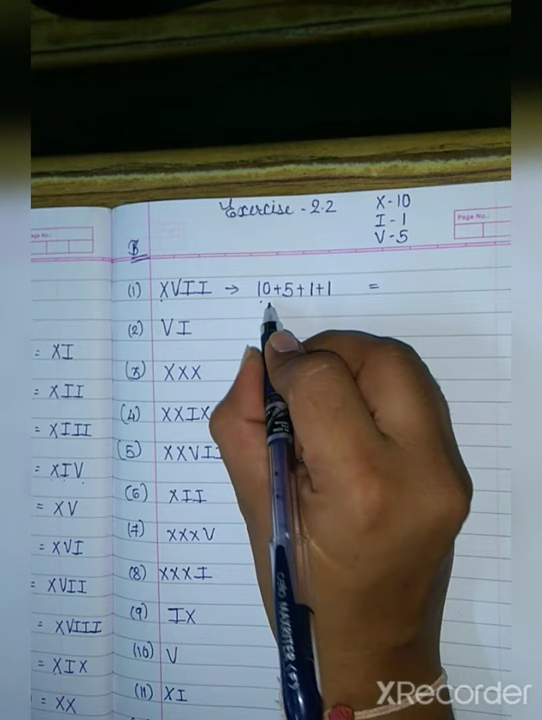 Exercise - 2.2
X - 10
I - 1
V - 5
Page No.:
No.:
B
(1) XVII → 10+5+1+1 =
(2) VI
(3) XXX
(4) XXIX
(5) XXVII
(6) XII
(7) XXXV
(8) XXXI
(9) IX
(10) V
(11) XI
= XI
= XII
= XIII
= XIV
= XV
= XVI
= XVII
= XVIII
= XIX
= XX
XRecorder